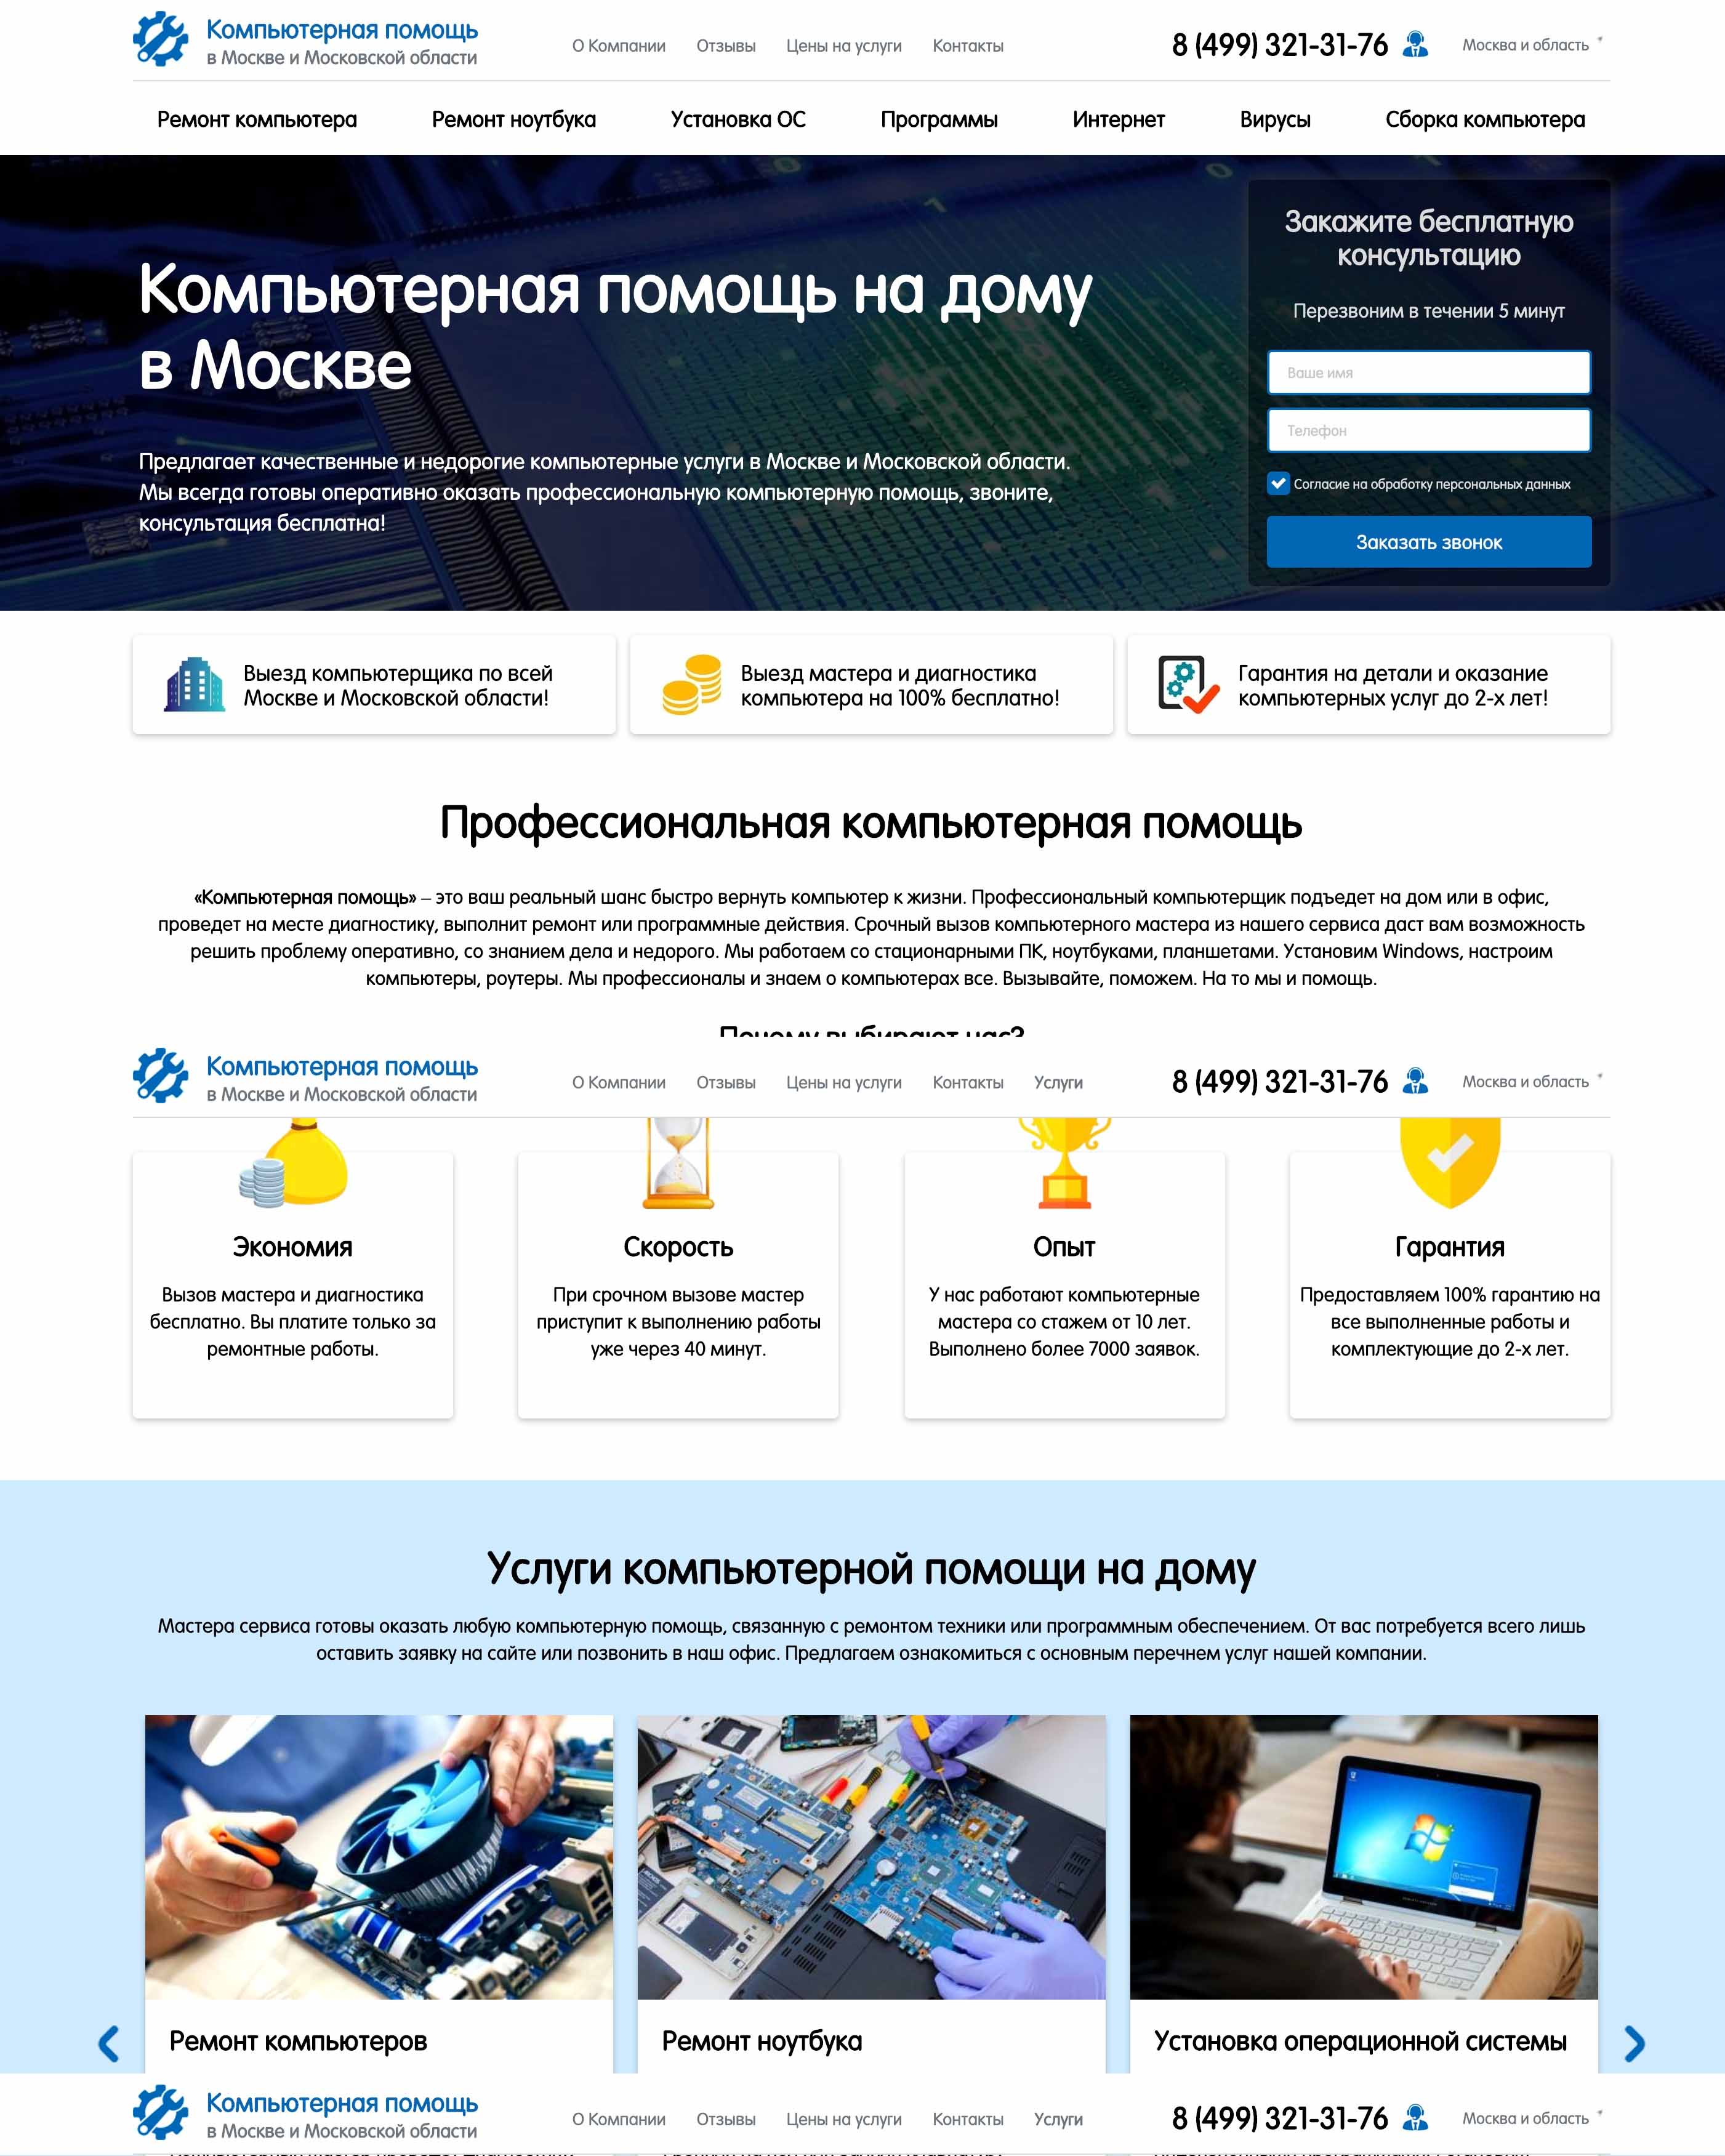 Компьютерная помощь
в Москве и Московской области
О Компании Отзывы Цены на услуги Контакты
8 (499) 321-31-76
Москва и область
Ремонт компьютера Ремонт ноутбука Установка ОС Программы Интернет Вирусы Сборка компьютера
Компьютерная помощь на дому
в Москве
Предлагает качественные и недорогие компьютерные услуги в Москве и Московской области.
Мы всегда готовы оперативно оказать профессиональную компьютерную помощь, звоните,
консультация бесплатна!
Закажите бесплатную
консультацию
Перезвоним в течении 5 минут
Ваше имя
Телефон
Согласие на обработку персональных данных
Заказать звонок
Выезд компьютерщика по всей
Москве и Московской области!
Выезд мастера и диагностика
компьютера на 100% бесплатно!
Гарантия на детали и оказание
компьютерных услуг до 2-х лет!
Профессиональная компьютерная помощь
«Компьютерная помощь» – это ваш реальный шанс быстро вернуть компьютер к жизни. Профессиональный компьютерщик подъедет на дом или в офис,
проведет на месте диагностику, выполнит ремонт или программные действия. Срочный вызов компьютерного мастера из нашего сервиса даст вам возможность
решить проблему оперативно, со знанием дела и недорого. Мы работаем со стационарными ПК, ноутбуками, планшетами. Установим Windows, настроим
компьютеры, роутеры. Мы профессионалы и знаем о компьютерах все. Вызывайте, поможем. На то мы и помощь.
Почему выбирают нас?
Компьютерная помощь
в Москве и Московской области
О Компании Отзывы Цены на услуги Контакты Услуги
8 (499) 321-31-76
Москва и область
Экономия
Вызов мастера и диагностика
бесплатно. Вы платите только за
ремонтные работы.
Скорость
При срочном вызове мастер
приступит к выполнению работы
уже через 40 минут.
Опыт
У нас работают компьютерные
мастера со стажем от 10 лет.
Выполнено более 7000 заявок.
Гарантия
Предоставляем 100% гарантию на
все выполненные работы и
комплектующие до 2-х лет.
Услуги компьютерной помощи на дому
Мастера сервиса готовы оказать любую компьютерную помощь, связанную с ремонтом техники или программным обеспечением. От вас потребуется всего лишь
оставить заявку на сайте или позвонить в наш офис. Предлагаем ознакомиться с основным перечнем услуг нашей компании.
Ремонт компьютеров
Ремонт ноутбука
Установка операционной системы
Компьютерная помощь
в Москве и Московской области
О Компании Отзывы Цены на услуги Контакты Услуги
8 (499) 321-31-76
Москва и область